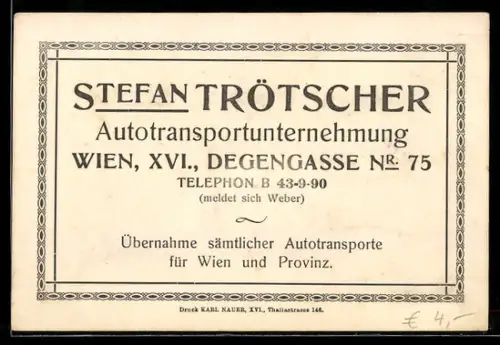 STEFAN TRÖTSCHER
Autotransportunternehmung
WIEN, XVI., DEGENGASSE NR. 75
TELEPHON B 43-9-90
(meldet sich Weber)
Übernahme sämtlicher Autotransporte
für Wien und Provinz.
Druck KARL NAUER, XVI., Thaliastrasse 146.
€ 4,-